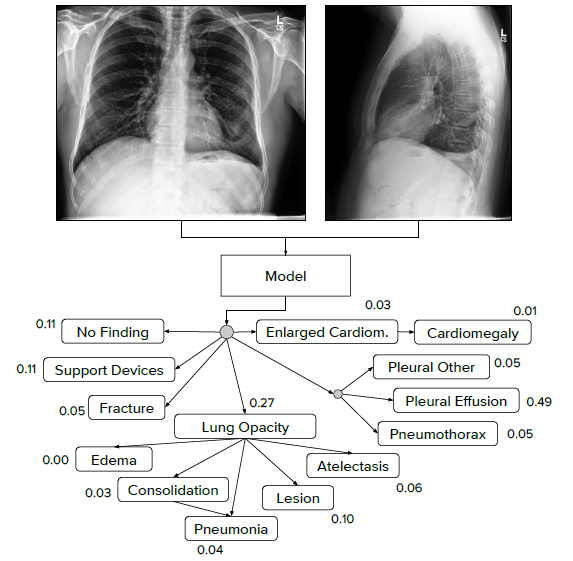 L
L
Model
0.03
0.01
0.11
No Finding
Enlarged Cardiom.
Cardiomegaly
0.11
Support Devices
Pleural Other
0.05
0.05
Fracture
0.27
Pleural Effusion
0.49
Lung Opacity
Pneumothorax
0.05
0.00
Edema
Atelectasis
0.03
Consolidation
Lesion
0.06
0.10
Pneumonia
0.04